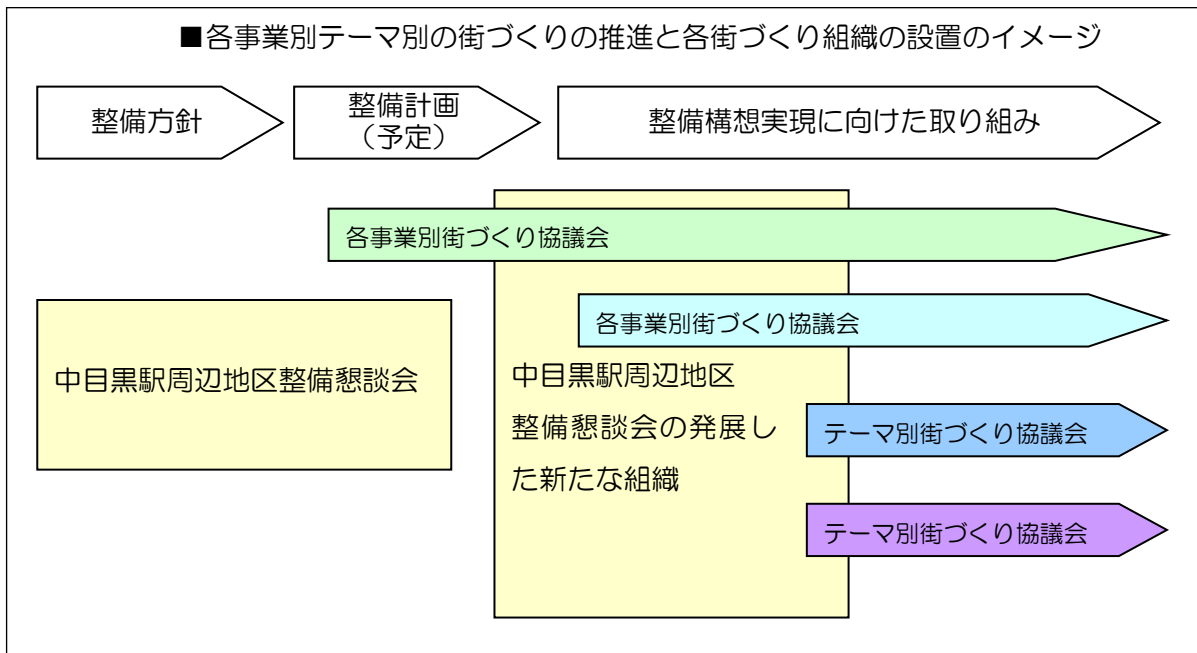 ■各事業別テーマ別の街づくりの推進と各街づくり組織の設置のイメージ
整備方針
整備計画
（予定）
整備構想実現に向けた取り組み
各事業別街づくり協議会
各事業別街づくり協議会
中目黒駅周辺地区整備懇談会
中目黒駅周辺地区
整備懇談会の発展し
た新たな組織
テーマ別街づくり協議会
テーマ別街づくり協議会